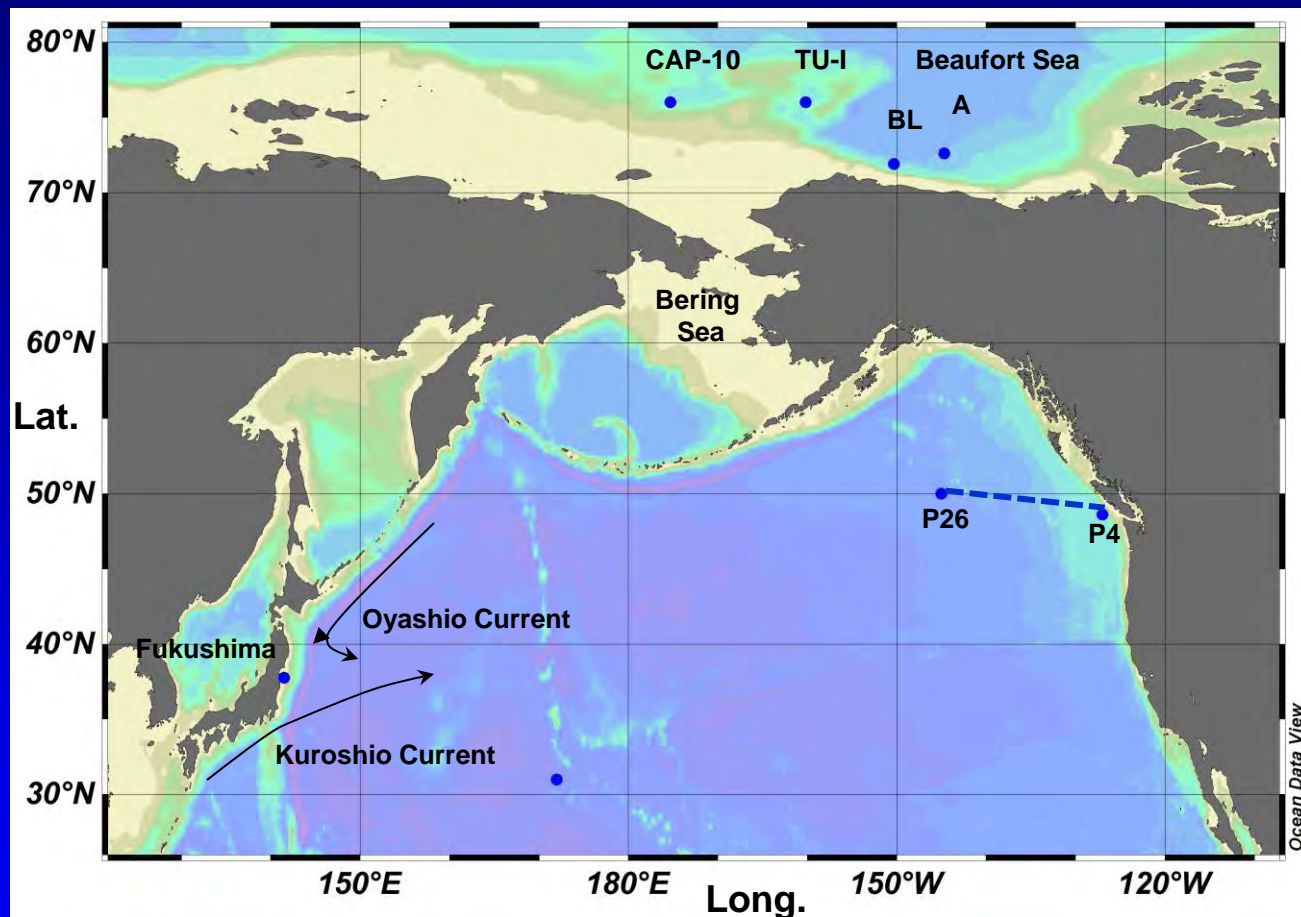 80°N
CAP-10
TU-I
Beaufort Sea
A
BL
70°N
Bering
Sea
60°N
Lat.
50°N
P26
P4
Oyashio Current
40°N
Fukushima
Kuroshio Current
30°N
Ocean Data View
150°E
180°E
150°W
120°W
Long.